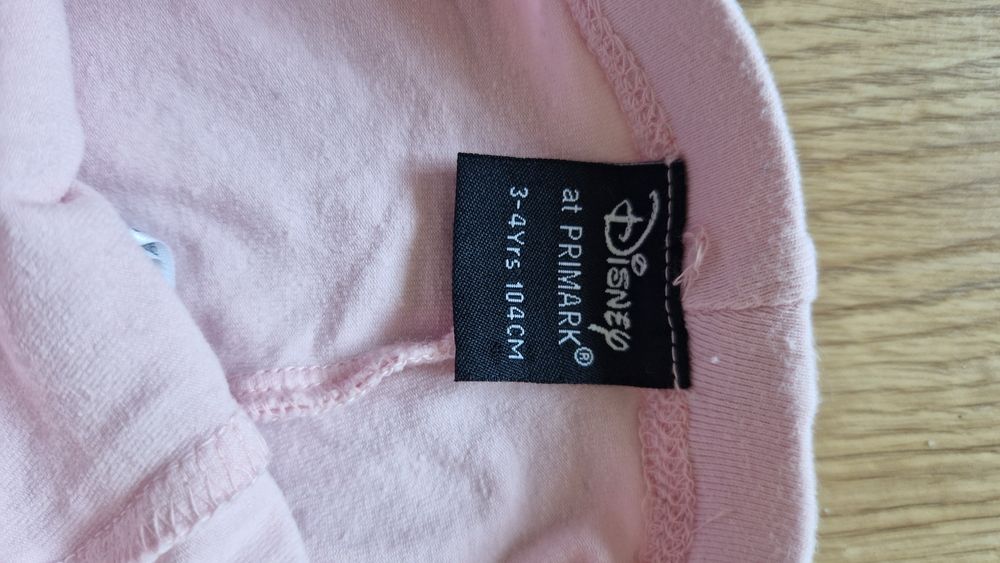 DISNEY
at PRIMARK®
3-4Yrs 104CM